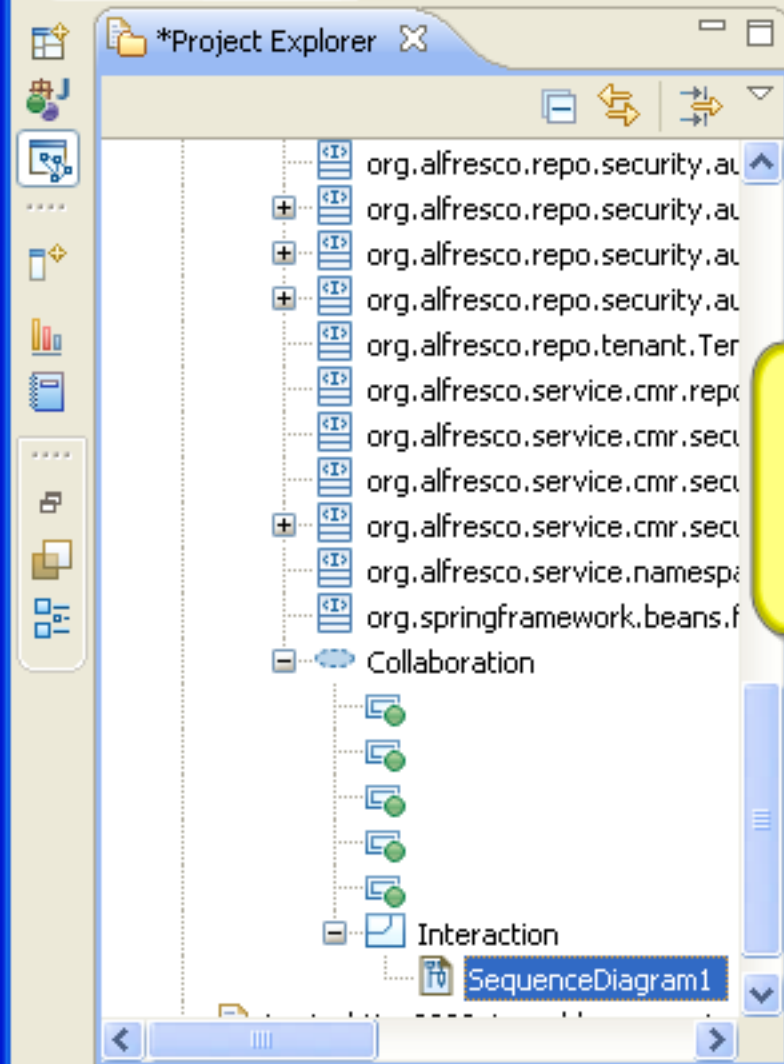 *Project Explorer
org.alfresco.repo.security.au
org.alfresco.repo.security.au
org.alfresco.repo.security.au
org.alfresco.repo.security.au
org.alfresco.repo.tenant.Ter
org.alfresco.service.cmr.repo
org.alfresco.service.cmr.secu
org.alfresco.service.cmr.secu
org.alfresco.service.cmr.secu
org.alfresco.service.namespa
org.springframework.beans.f
Collaboration
Interaction
SequenceDiagram1